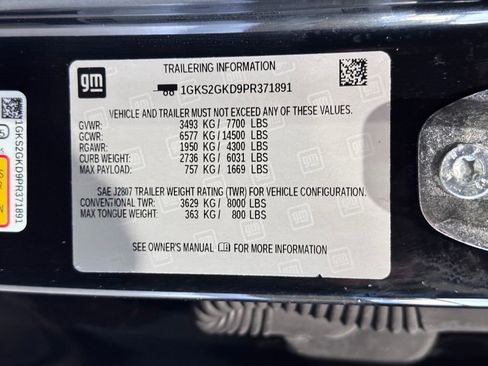 TRAILERING INFORMATION
gm
1GKS2GKD9PR371891
VEHICLE AND TRAILER MUST NOT EXCEED ANY OF THESE VALUES.
GVWR: 3493 KG / 7700 LBS
GCWR: 6577 KG / 14500 LBS
RGAWR: 1950 KG / 4300 LBS
CURB WEIGHT: 2736 KG / 6031 LBS
MAX PAYLOAD: 757 KG / 1669 LBS
SAE J2807 TRAILER WEIGHT RATING (TWR) FOR VEHICLE CONFIGURATION.
CONVENTIONAL TWR: 3629 KG / 8000 LBS
MAX TONGUE WEIGHT: 363 KG / 800 LBS
SEE OWNER'S MANUAL FOR MORE INFORMATION
1GKS2GKD9PR371891